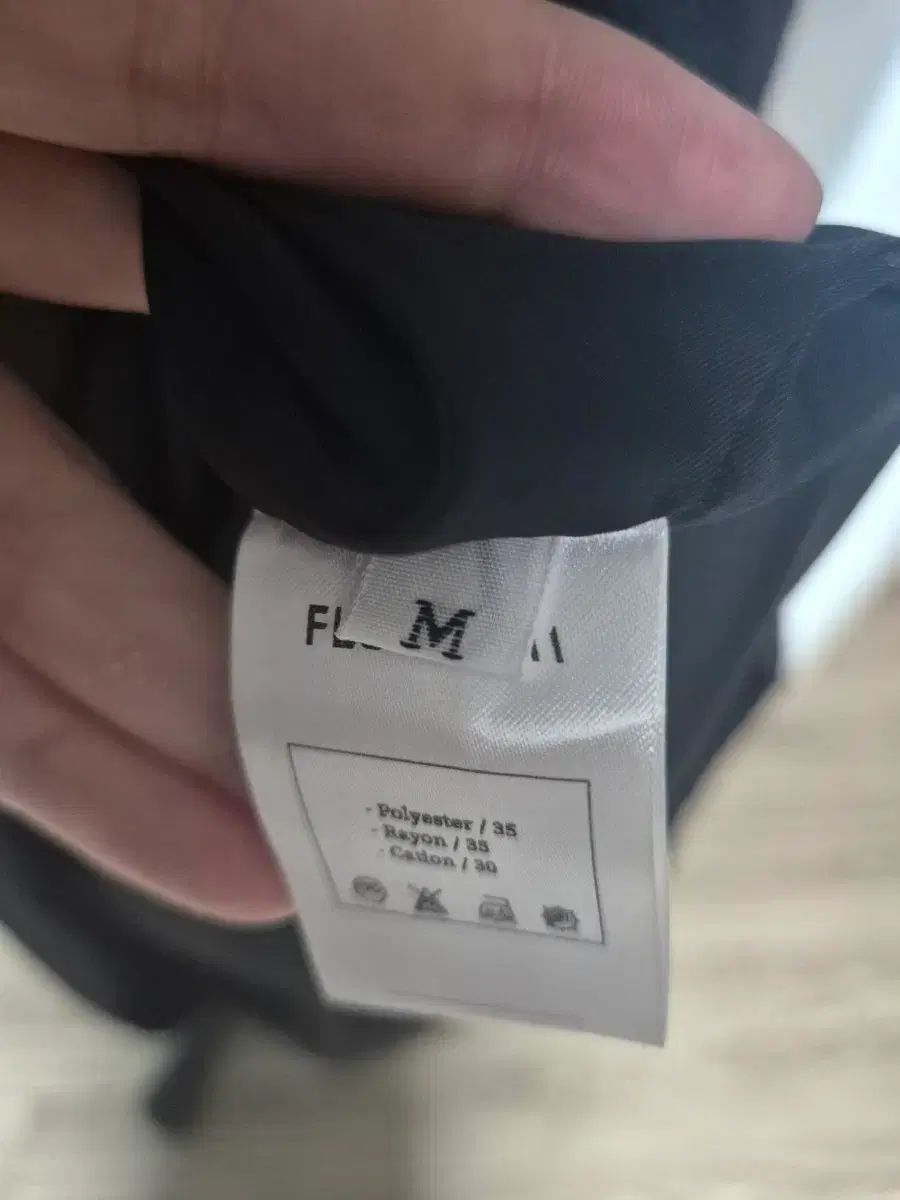 M
- Polyester / 35
- Rayon / 35
- Cation / 30